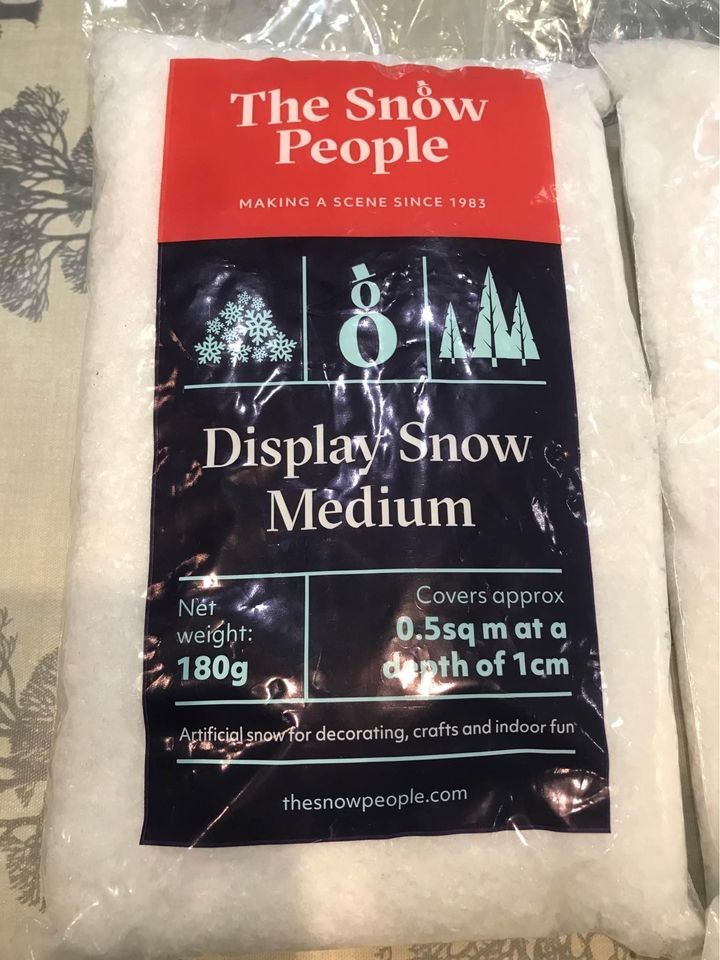 The Snow
People
MAKING A SCENE SINCE 1983
Display Snow
Medium
Net
weight:
180g
Covers approx
0.5sq m at a
depth of 1cm
Artificial snow for decorating, crafts and indoor fun
thesnowpeople.com